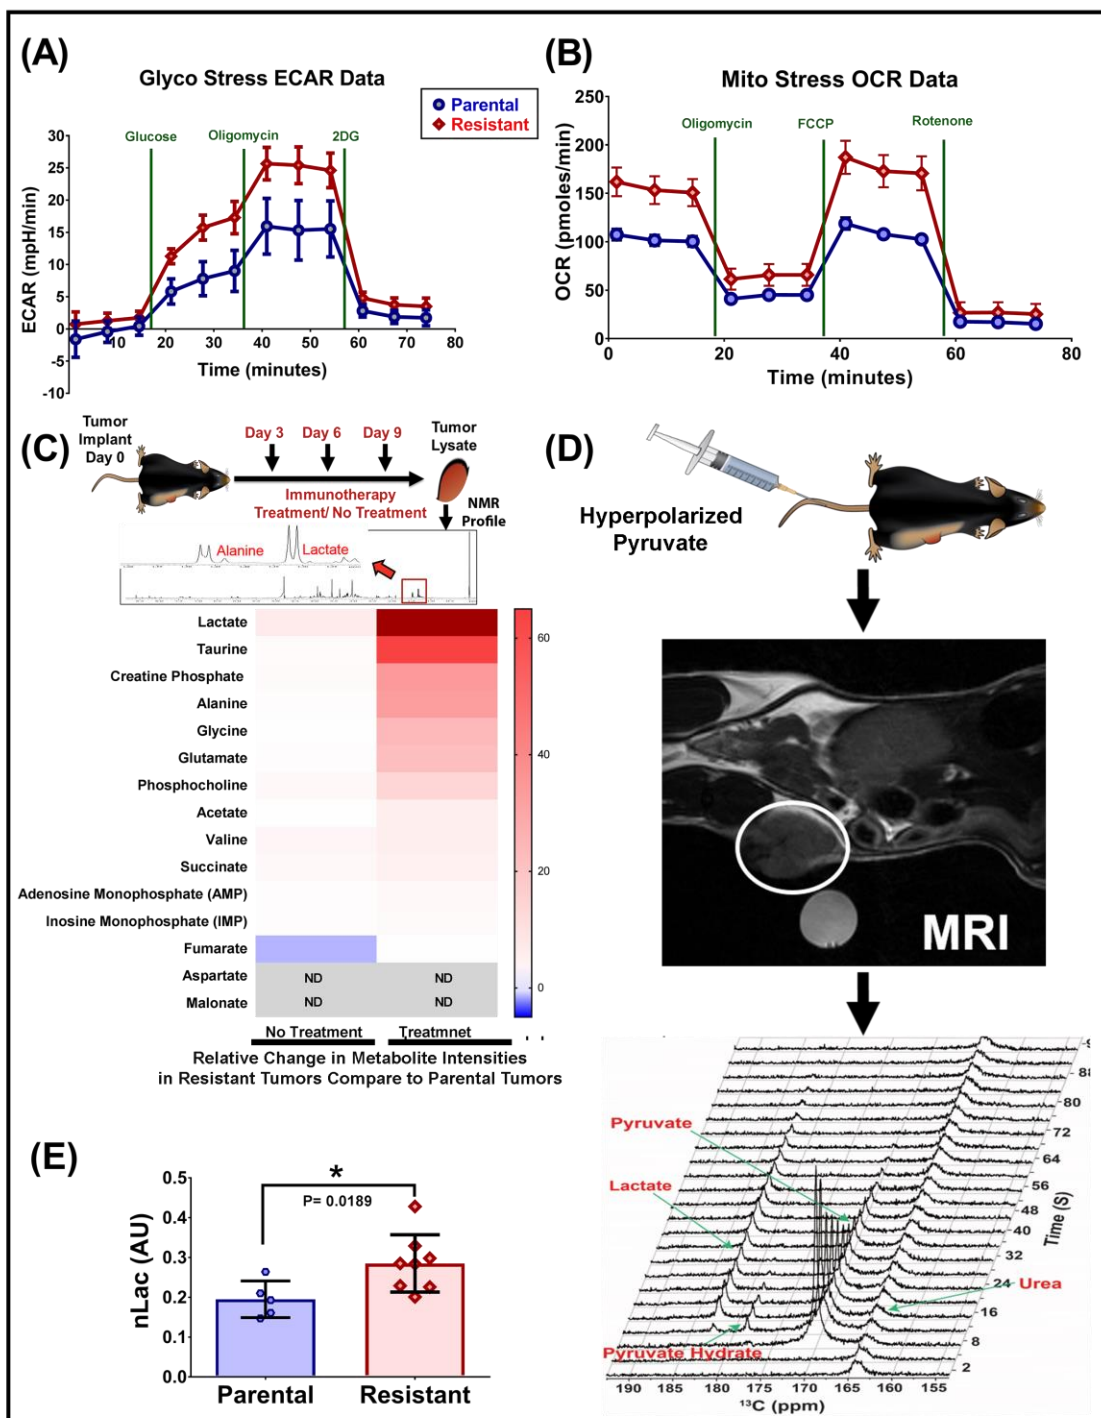 (A)
Glyco Stress ECAR Data
Parental
Resistant
Glucose
Oligomycin
2DG
ECAR (mpH/min)
30
25
20
15
10
5
0
-5
-10
10 20 30 40 50 60 70 80
Time (minutes)
(B)
Mito Stress OCR Data
Oligomycin
FCCP
Rotenone
OCR (pmoles/min)
250
200
150
100
50
0
0 20 40 60 80
Time (minutes)
(C)
Tumor
Implant
Day 0
Day 3
Day 6
Day 9
Immunotherapy
Treatment/ No Treatment
Tumor
Lysate
NMR
Profile
Alanine
Lactate
Lactate
Taurine
Creatine Phosphate
Alanine
Glycine
Glutamate
Phosphocholine
Acetate
Valine
Succinate
Adenosine Monophosphate (AMP)
Inosine Monophosphate (IMP)
Fumarate
Aspartate
ND ND
Malonate
ND ND
60
40
20
0
No Treatment
Treatmnet
Relative Change in Metabolite Intensities
in Resistant Tumors Compare to Parental Tumors
(D)
Hyperpolarized
Pyruvate
MRI
Pyruvate
Lactate
Pyruvate Hydrate
Urea
88
80
72
64
56
48
40
32
24
16
8
2
Time (S)
190 185 180 175 170 165 160 155
13C (ppm)
(E)
*
P= 0.0189
nLac (AU)
0.5
0.4
0.3
0.2
0.1
0.0
Parental
Resistant